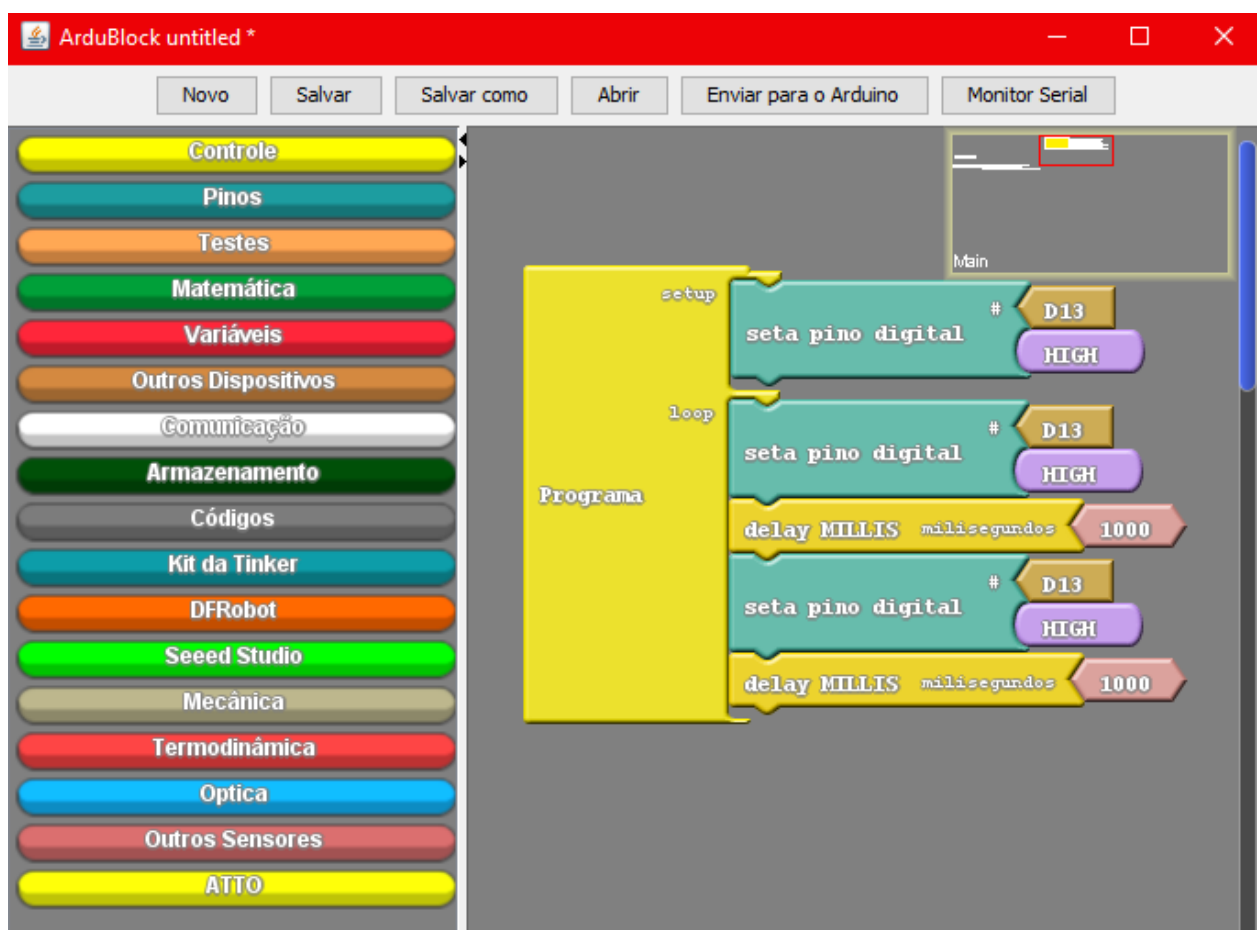 ArduBlock untitled *
Novo
Salvar
Salvar como
Abrir
Enviar para o Arduino
Monitor Serial
Controle
Pinos
Testes
Matemática
Variáveis
Outros Dispositivos
Comunicação
Armazenamento
Códigos
Kit da Tinker
DFRobot
Seeed Studio
Mecânica
Termodinâmica
Optica
Outros Sensores
ATTO
Main
Programa
setup
seta pino digital
# D13
HIGH
loop
seta pino digital
# D13
HIGH
delay MILLIS milisegundos 1000
seta pino digital
# D13
HIGH
delay MILLIS milisegundos 1000